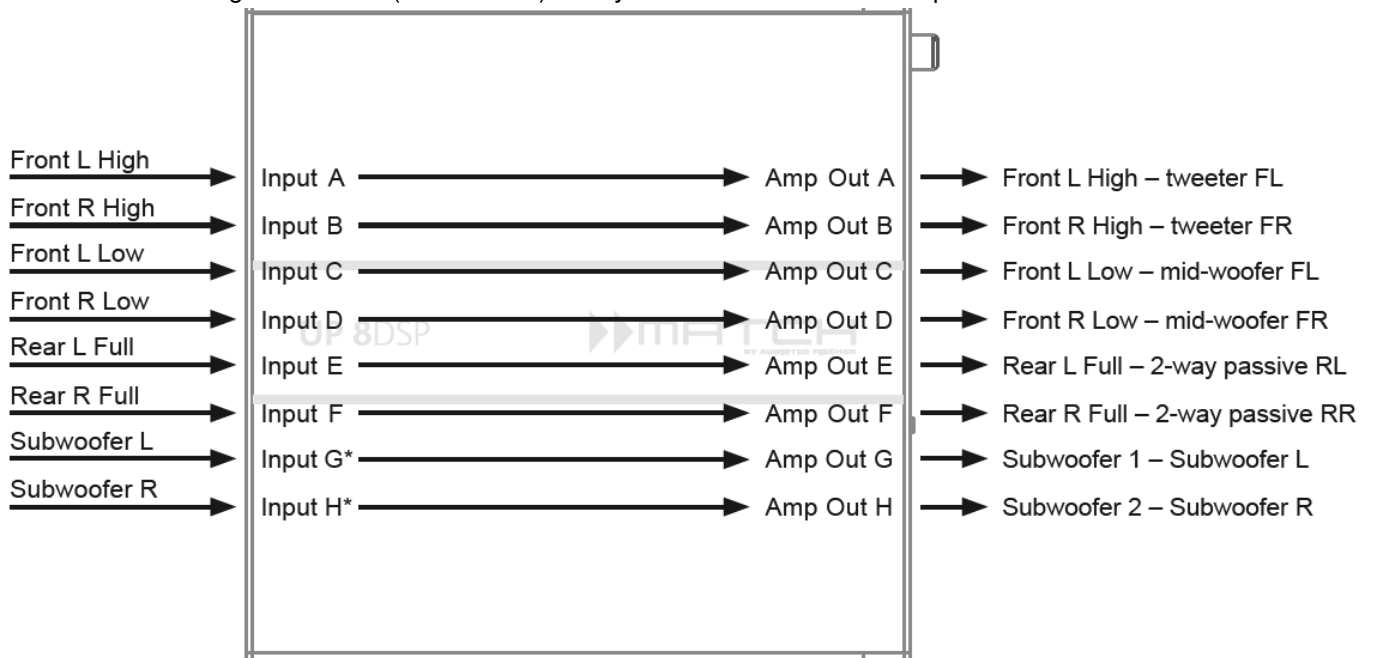 Front L High
Input A
Amp Out A
Front L High – tweeter FL
Front R High
Input B
Amp Out B
Front R High – tweeter FR
Front L Low
Input C
Amp Out C
Front L Low – mid-woofer FL
Front R Low
Input D
Amp Out D
Front R Low – mid-woofer FR
UP 8DSP
MATCH
BY AUDIOTEC FISCHER
Rear L Full
Input E
Amp Out E
Rear L Full – 2-way passive RL
Rear R Full
Input F
Amp Out F
Rear R Full – 2-way passive RR
Subwoofer L
Input G*
Amp Out G
Subwoofer 1 – Subwoofer L
Subwoofer R
Input H*
Amp Out H
Subwoofer 2 – Subwoofer R